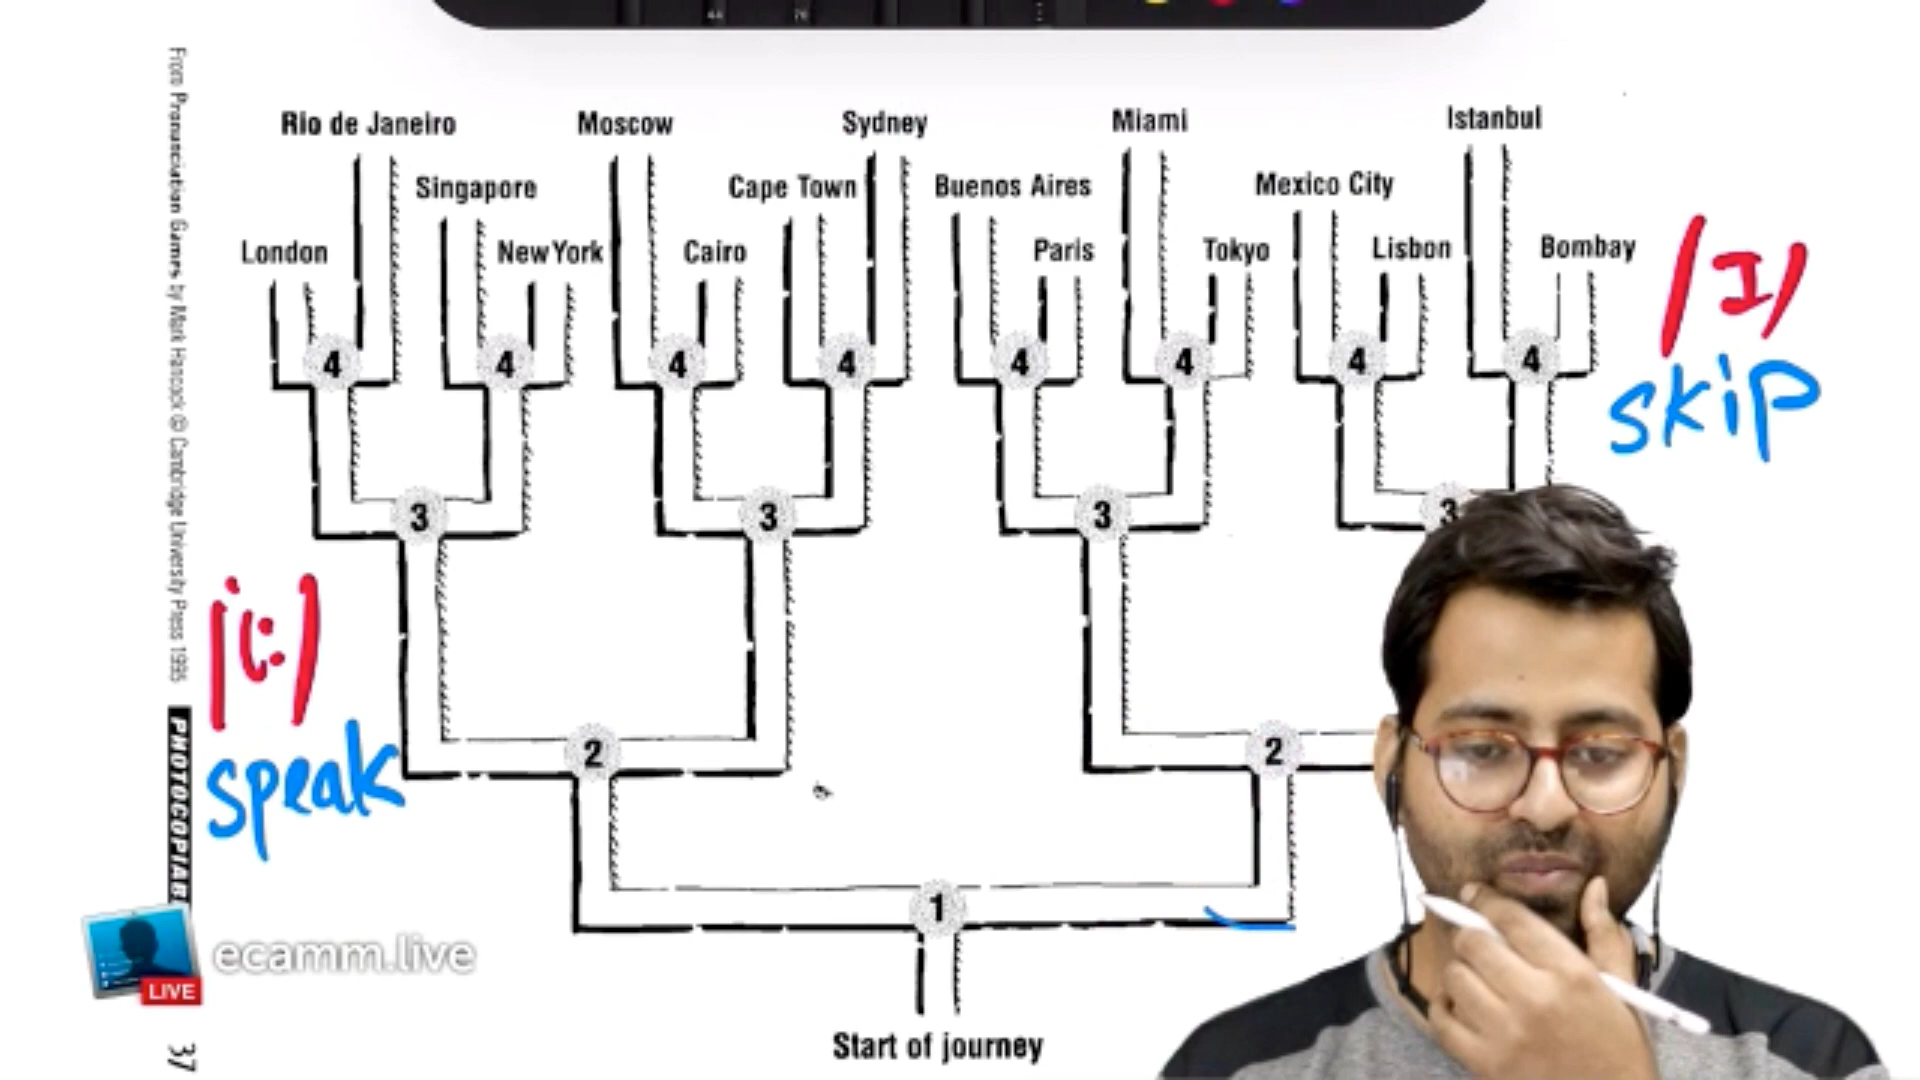 Rio de Janeiro
Moscow
Sydney
Miami
Istanbul
Singapore
Cape Town
Buenos Aires
Mexico City
London
New York
Cairo
Paris
Tokyo
Lisbon
Bombay
/I/
skip
4
4
4
4
4
4
4
4
3
3
3
3
/i:/
speak
2
2
1
Start of journey
From Pronunciation Games by Mark Hancock © Cambridge University Press 1995
PHOTOCOPIAB
37
ecamm.live
LIVE